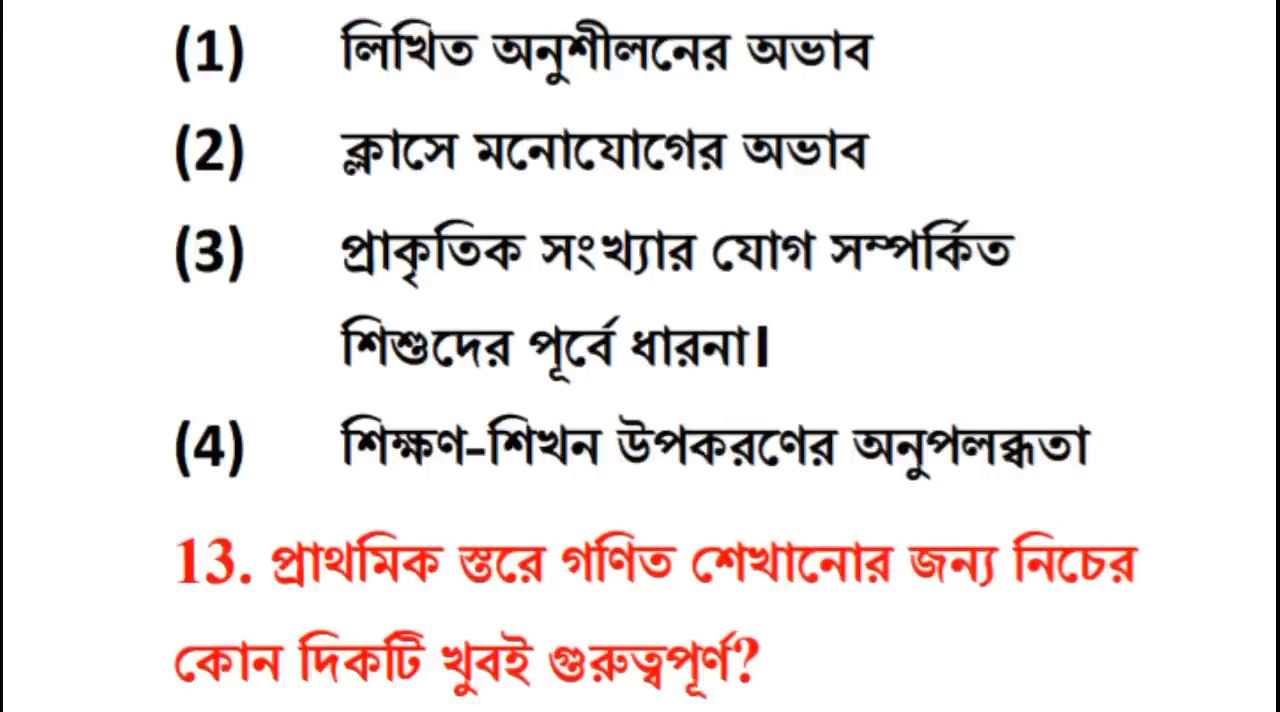 (1) লিখিত অনুশীলনের অভাব
(2) ক্লাসে মনোযোগের অভাব
(3) প্রাকৃতিক সংখ্যার যোগ সম্পর্কিত
শিশুদের পূর্বে ধারনা।
(4) শিক্ষণ-শিখন উপকরণের অনুপলব্ধতা
13. প্রাথমিক স্তরে গণিত শেখানোর জন্য নিচের
কোন দিকটি খুবই গুরুত্বপূর্ণ?